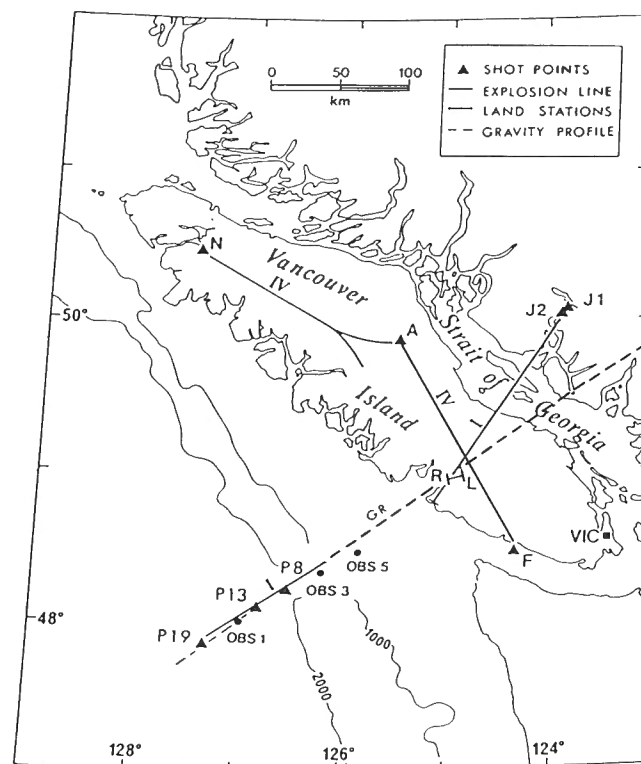 SHOT POINTS
EXPLOSION LINE
LAND STATIONS
GRAVITY PROFILE
0 50 100
km
N
Vancouver
IV
J1
J2
50°
A
Strait of
Georgia
Island
IV
I
R
L
GR
VIC
F
OBS 5
P8
OBS 3
I
P13
OBS 1
P19
48°
1000
2000
128°
126°
124°